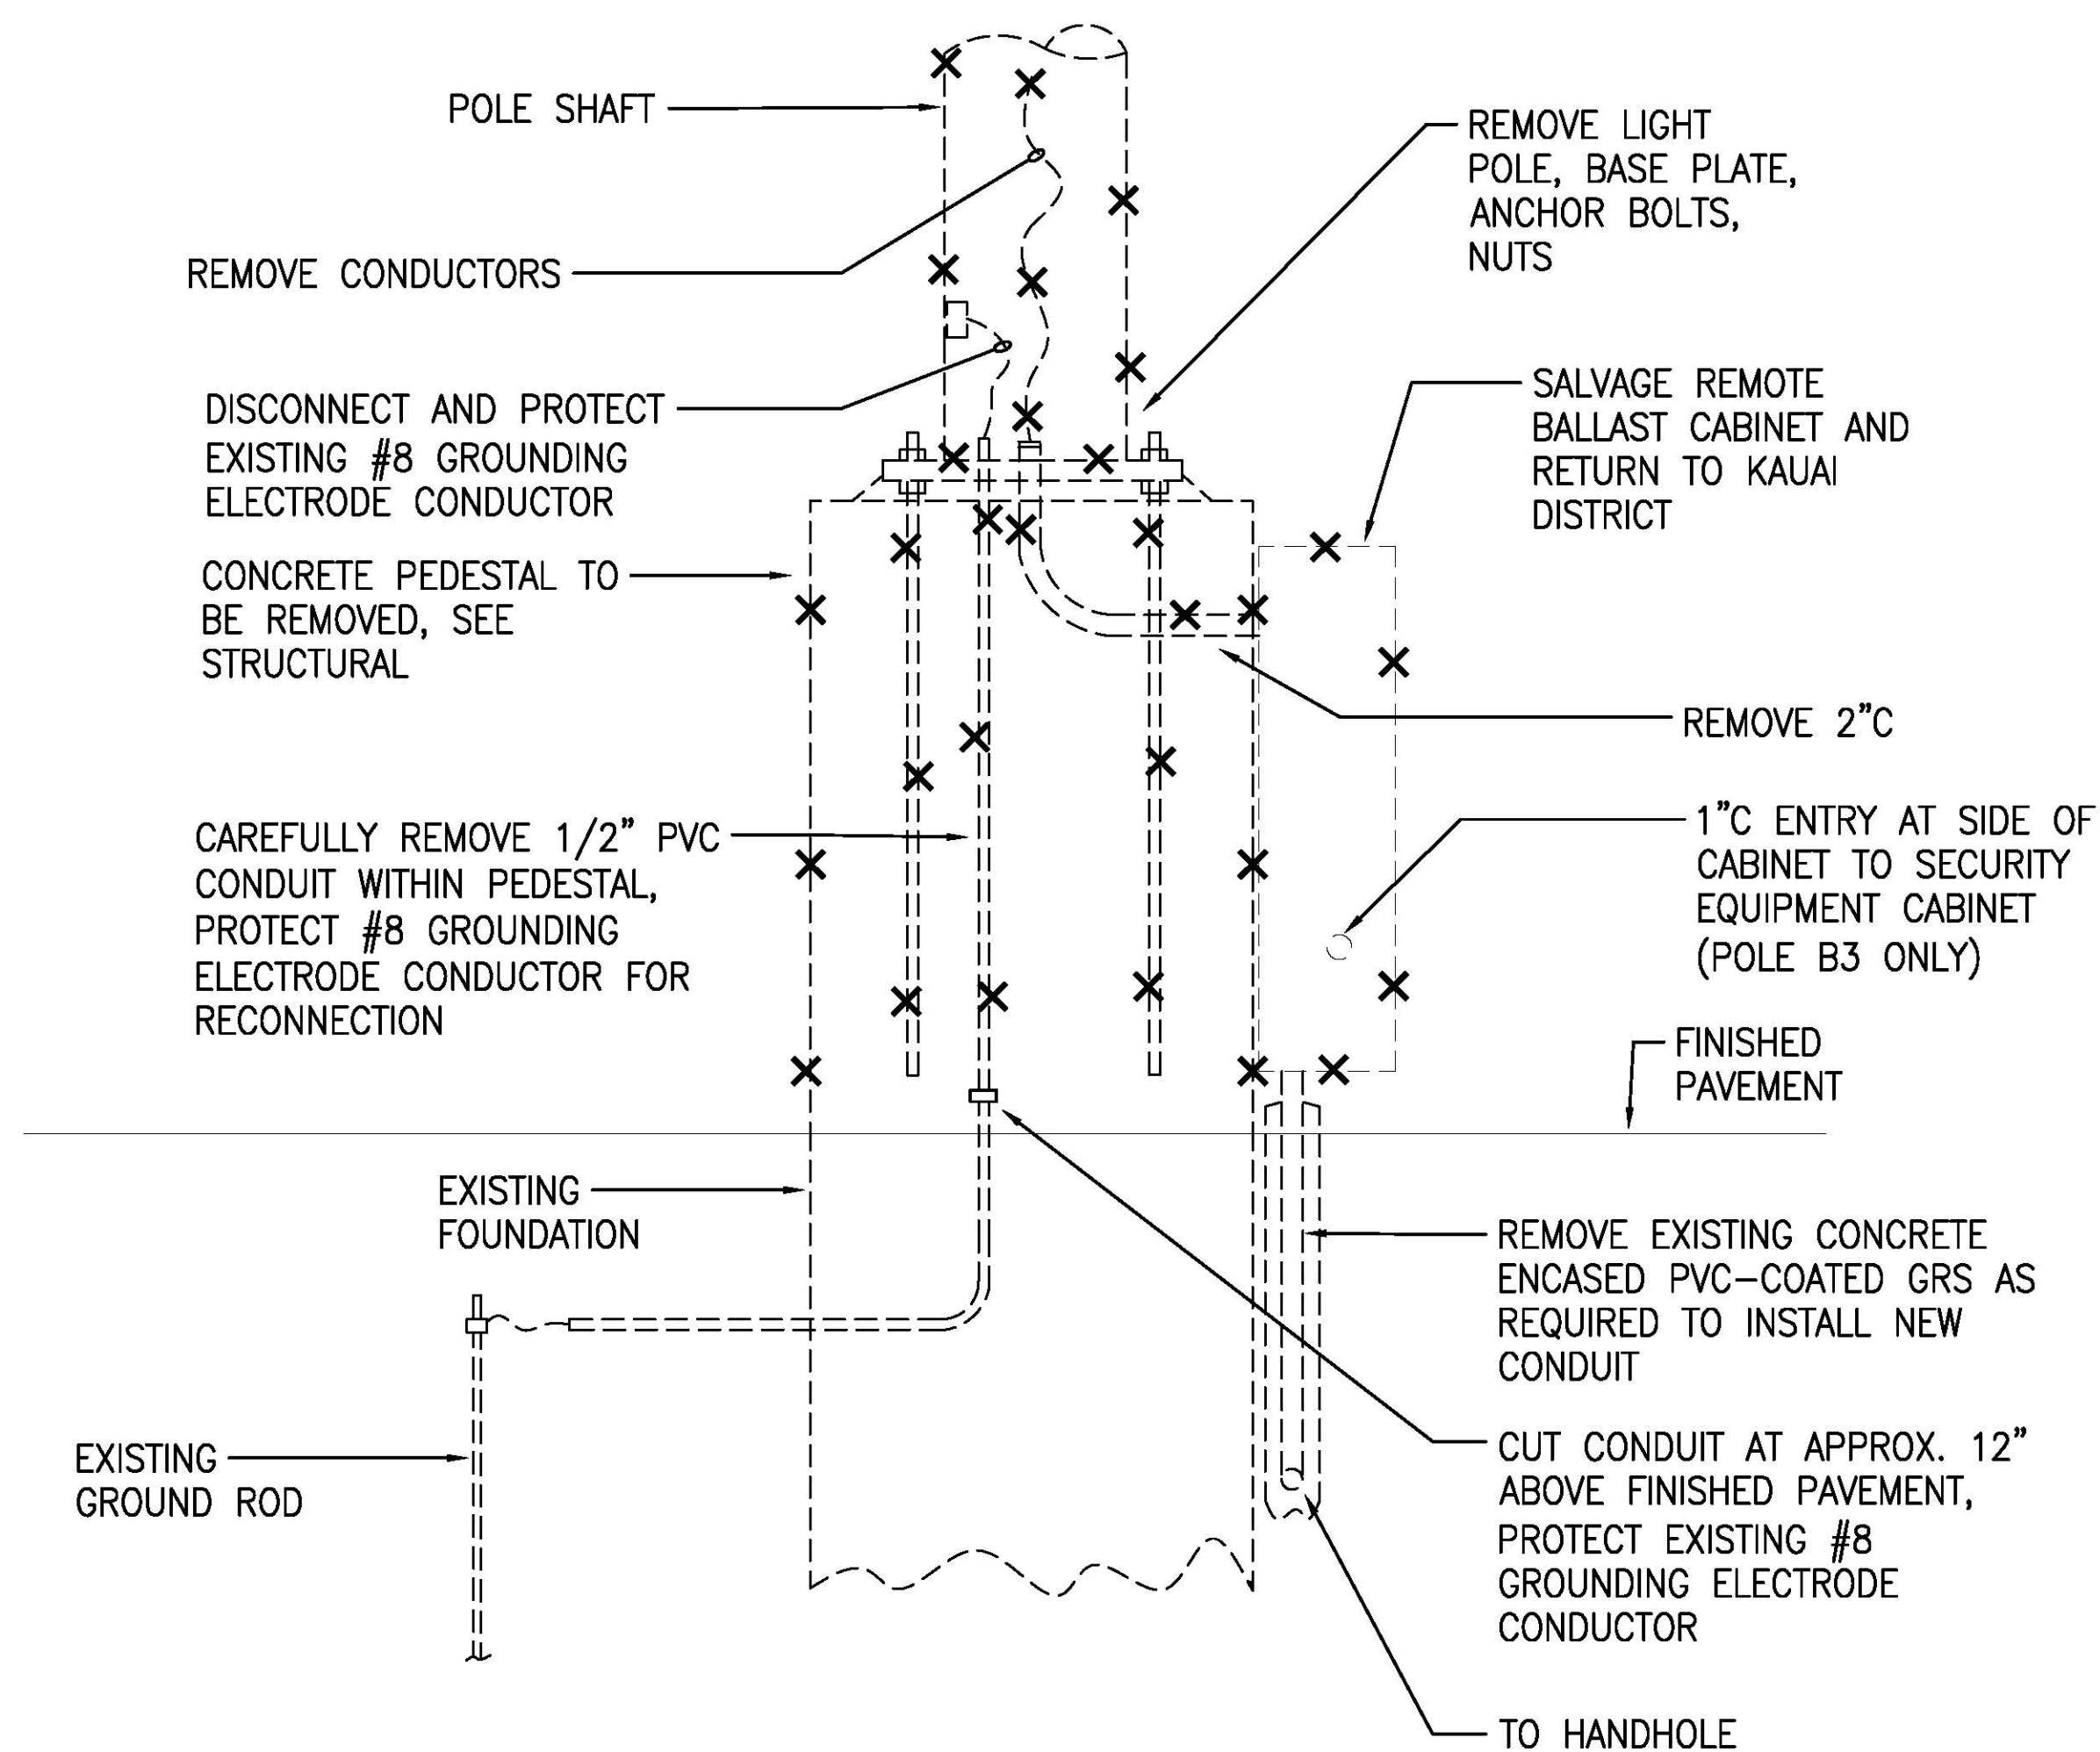 POLE SHAFT
REMOVE CONDUCTORS
DISCONNECT AND PROTECT
EXISTING #8 GROUNDING
ELECTRODE CONDUCTOR
CONCRETE PEDESTAL TO
BE REMOVED, SEE
STRUCTURAL
CAREFULLY REMOVE 1/2" PVC
CONDUIT WITHIN PEDESTAL,
PROTECT #8 GROUNDING
ELECTRODE CONDUCTOR FOR
RECONNECTION
EXISTING
FOUNDATION
EXISTING
GROUND ROD
REMOVE LIGHT
POLE, BASE PLATE,
ANCHOR BOLTS,
NUTS
SALVAGE REMOTE
BALLAST CABINET AND
RETURN TO KAUAI
DISTRICT
REMOVE 2"C
1"C ENTRY AT SIDE OF
CABINET TO SECURITY
EQUIPMENT CABINET
(POLE B3 ONLY)
FINISHED
PAVEMENT
REMOVE EXISTING CONCRETE
ENCASED PVC-COATED GRS AS
REQUIRED TO INSTALL NEW
CONDUIT
CUT CONDUIT AT APPROX. 12"
ABOVE FINISHED PAVEMENT,
PROTECT EXISTING #8
GROUNDING ELECTRODE
CONDUCTOR
TO HANDHOLE